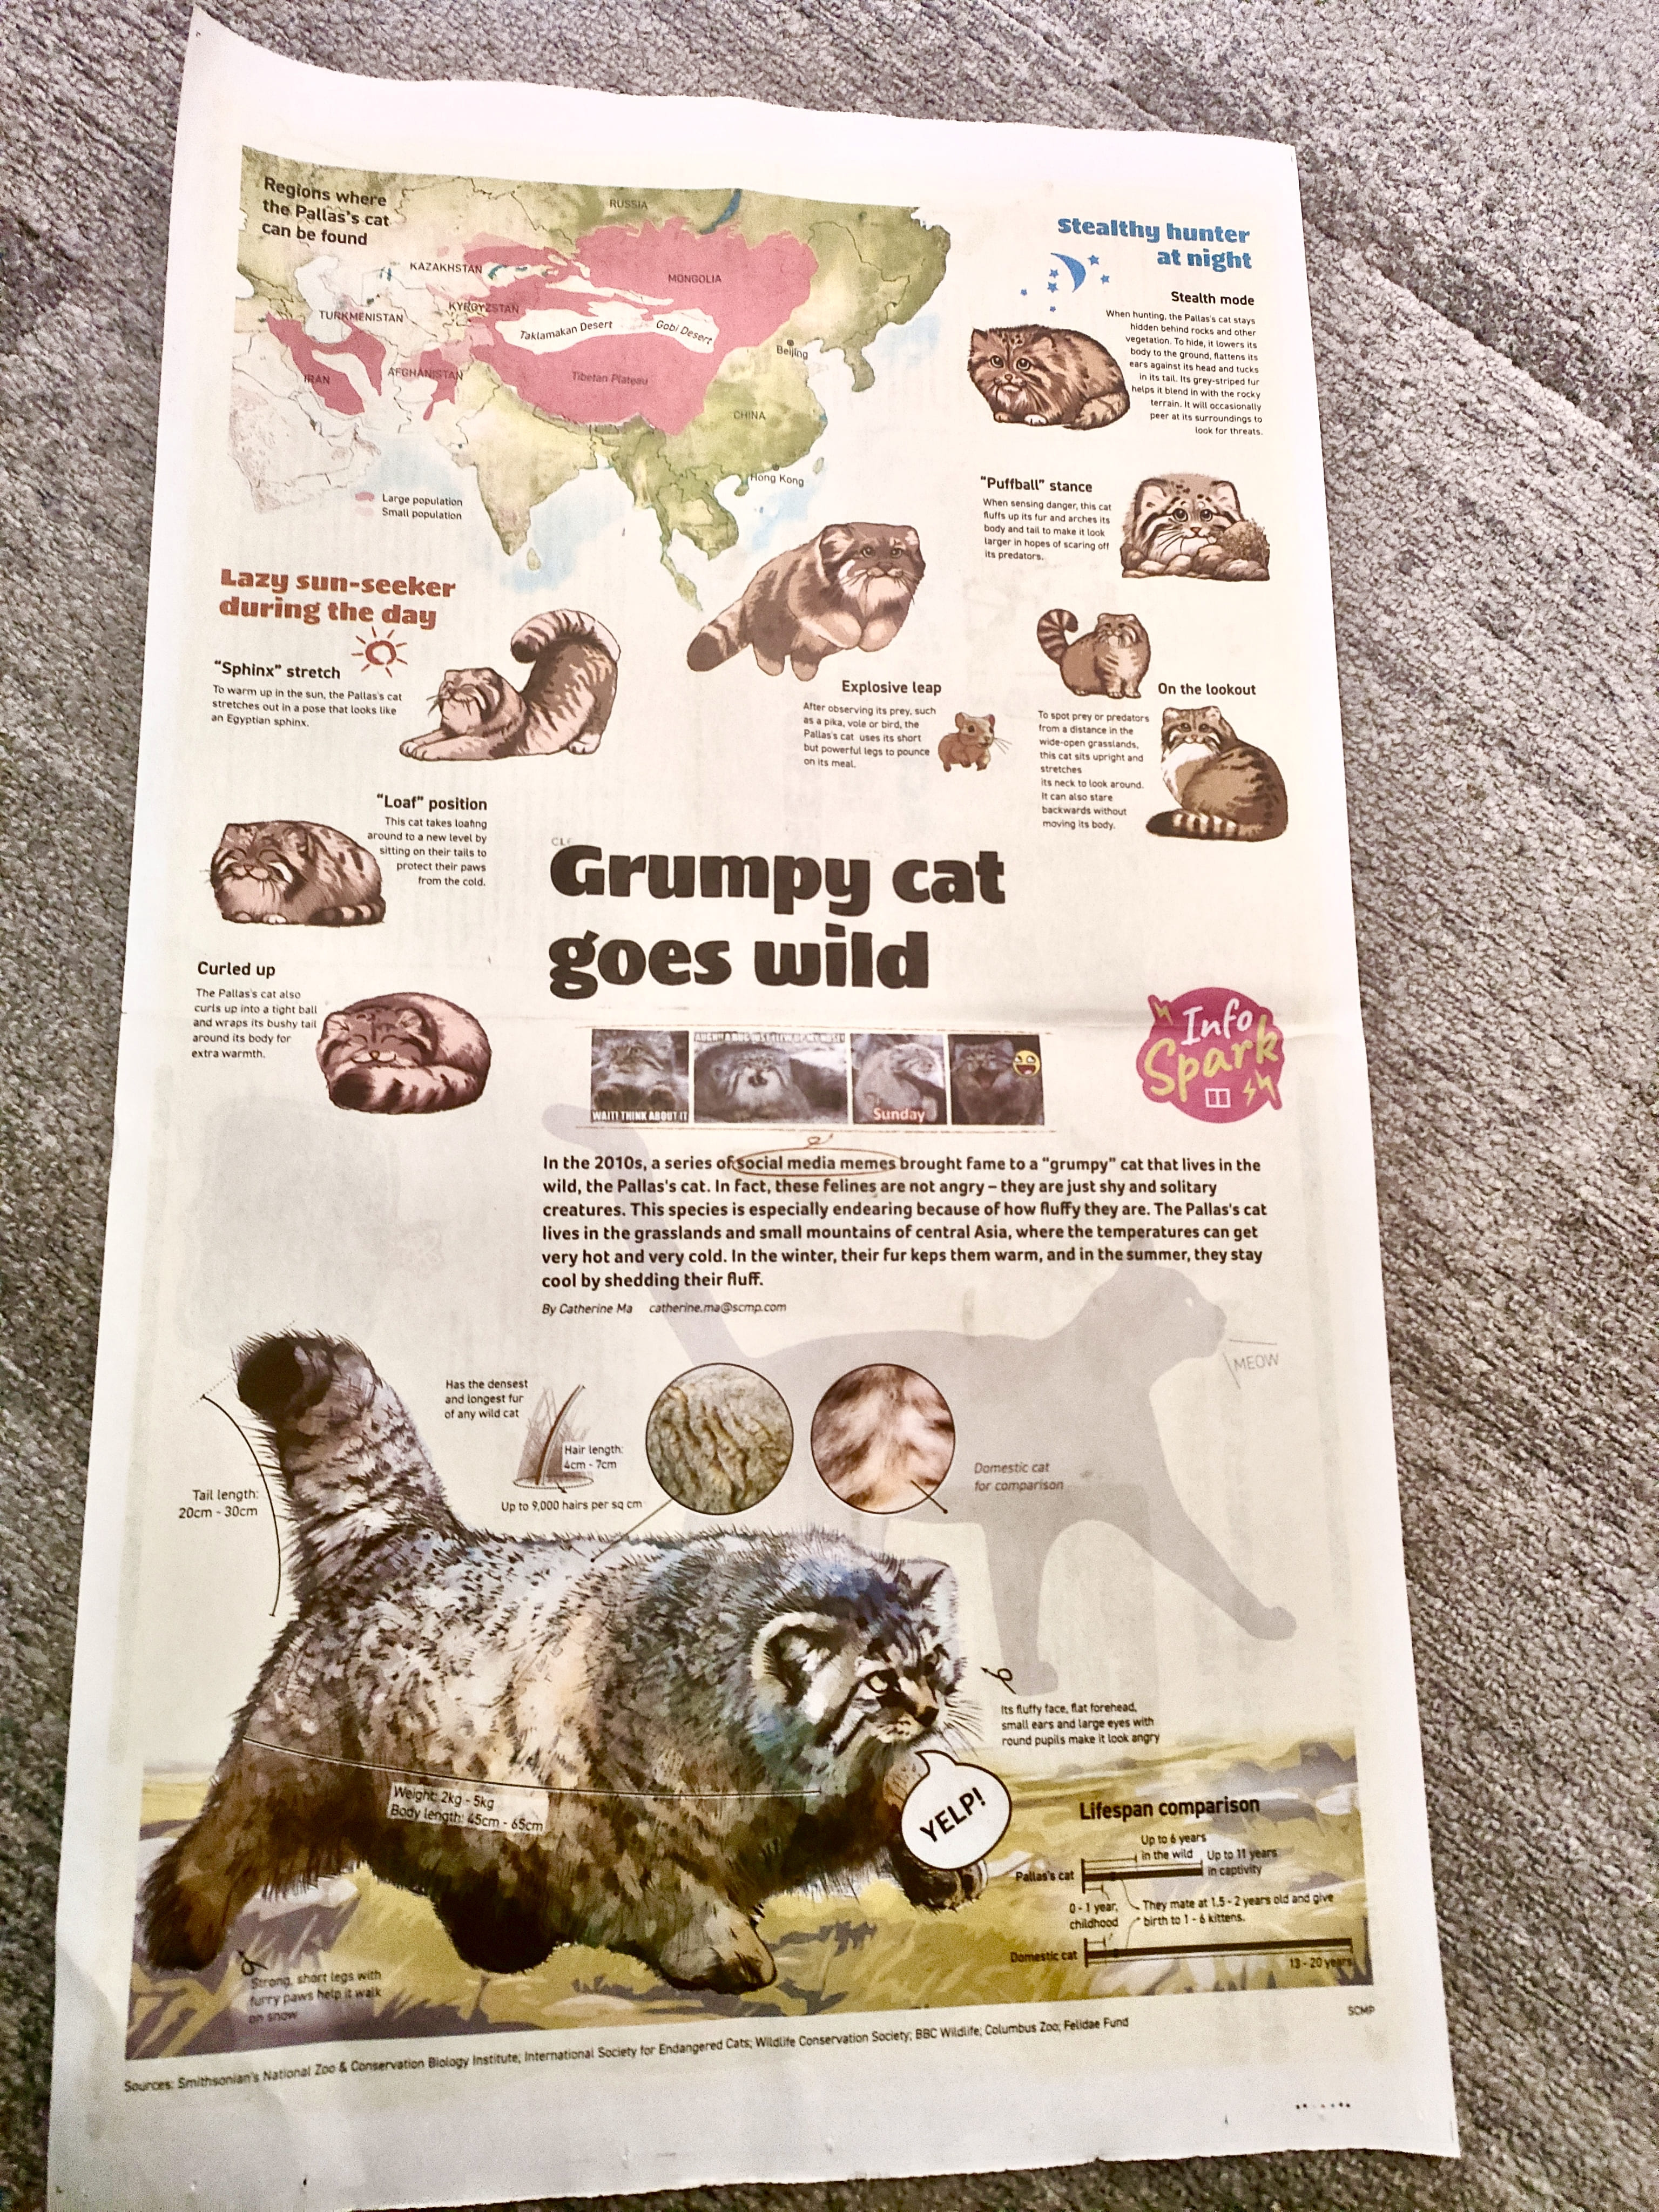 Regions where
the Pallas's cat
can be found
RUSSIA
KAZAKHSTAN
MONGOLIA
KYRGYZSTAN
TURKMENISTAN
Taklamakan Desert
Gobi Desert
Beijing
AFGHANISTAN
IRAN
Tibetan Plateau
CHINA
Hong Kong
Large population
Small population
Stealthy hunter
at night
Stealth mode
When hunting, the Pallas's cat stays
hidden behind rocks and other
vegetation. To hide, it lowers its
body to the ground, flattens its
ears against its head and tucks
in its tail. Its grey-striped fur
helps it blend in with the rocky
terrain. It will occasionally
peer at its surroundings to
look for threats.
"Puffball" stance
When sensing danger, this cat
fluffs up its fur and arches its
body and tail to make it look
larger in hopes of scaring off
its predators.
Lazy sun-seeker
during the day
"Sphinx" stretch
To warm up in the sun, the Pallas's cat
stretches out in a pose that looks like
an Egyptian sphinx.
Explosive leap
After observing its prey, such
as a pika, vole or bird, the
Pallas's cat uses its short
but powerful legs to pounce
on its meal.
On the lookout
To spot prey or predators
from a distance in the
wide-open grasslands,
this cat sits upright and
stretches
its neck to look around.
It can also stare
backwards without
moving its body.
"Loaf" position
This cat takes loafing
around to a new level by
sitting on their tails to
protect their paws
from the cold.
Curled up
The Pallas's cat also
curls up into a tight ball
and wraps its bushy tail
around its body for
extra warmth.
Grumpy cat
goes wild
WAIT! THINK ABOUT IT
Sunday
Info
Spark
In the 2010s, a series of social media memes brought fame to a "grumpy" cat that lives in the
wild, the Pallas's cat. In fact, these felines are not angry – they are just shy and solitary
creatures. This species is especially endearing because of how fluffy they are. The Pallas's cat
lives in the grasslands and small mountains of central Asia, where the temperatures can get
very hot and very cold. In the winter, their fur keps them warm, and in the summer, they stay
cool by shedding their fluff.
By Catherine Ma catherine.ma@scmp.com
MEOW
Has the densest
and longest fur
of any wild cat
Hair length:
4cm - 7cm
Up to 9,000 hairs per sq cm
Domestic cat
for comparison
Tail length:
20cm - 30cm
Its fluffy face, flat forehead,
small ears and large eyes with
round pupils make it look angry
YELP!
Weight: 2kg - 5kg
Body length: 45cm - 65cm
Strong, short legs with
furry paws help it walk
on snow
Lifespan comparison
Up to 6 years
in the wild
Up to 11 years
in captivity
Pallas's cat
0 - 1 year,
childhood
They mate at 1.5 - 2 years old and give
birth to 1 - 6 kittens.
Domestic cat
13 - 20 years
SCMP
Sources: Smithsonian's National Zoo & Conservation Biology Institute; International Society for Endangered Cats; Wildlife Conservation Society; BBC Wildlife; Columbus Zoo; Felidae Fund